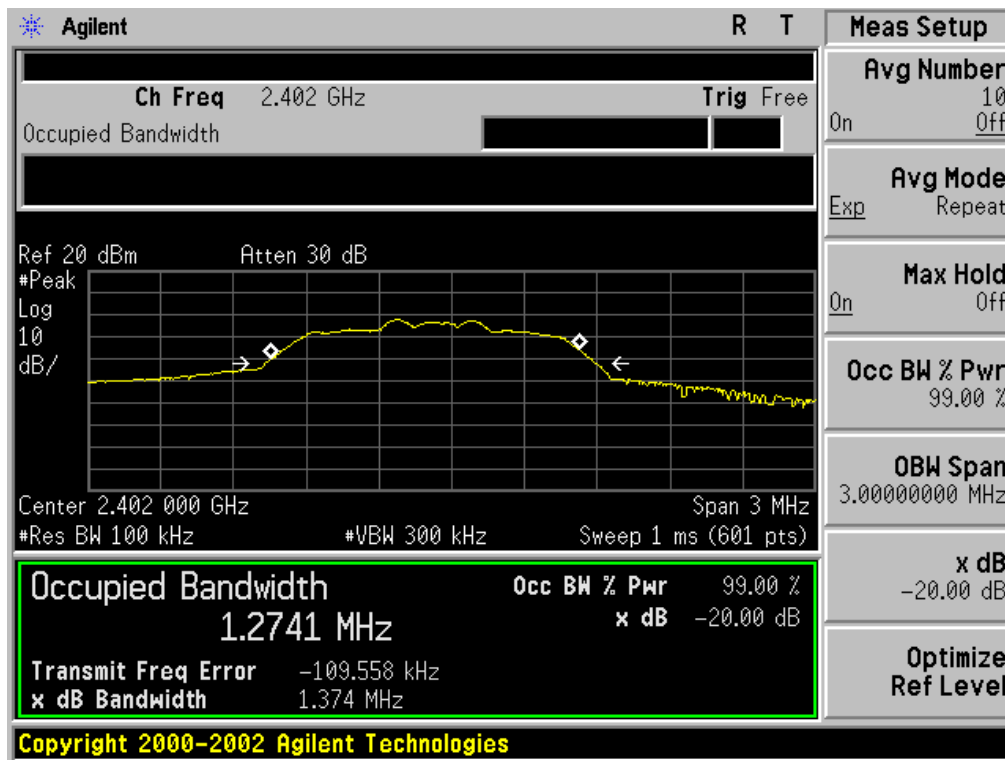 Agilent R T
Ch Freq 2.402 GHz Trig Free
Occupied Bandwidth
Ref 20 dBm Atten 30 dB
#Peak
Log
10
dB/
Center 2.402 000 GHz Span 3 MHz
#Res BW 100 kHz #VBW 300 kHz Sweep 1 ms (601 pts)
Occupied Bandwidth
1.2741 MHz
Occ BW % Pwr 99.00 %
x dB -20.00 dB
Transmit Freq Error -109.558 kHz
x dB Bandwidth 1.374 MHz
Copyright 2000-2002 Agilent Technologies
Meas Setup
Avg Number
10
On Off
Avg Mode
Exp Repeat
Max Hold
On Off
Occ BW % Pwr
99.00 %
OBW Span
3.00000000 MHz
x dB
-20.00 dB
Optimize
Ref Level